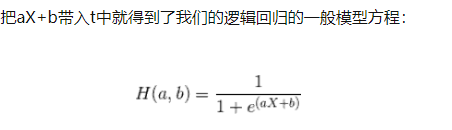 把aX+b带入t中就得到了我们的逻辑回归的一般模型方程：
H(a, b) = \frac{1}{1 + e^{(aX+b)}}